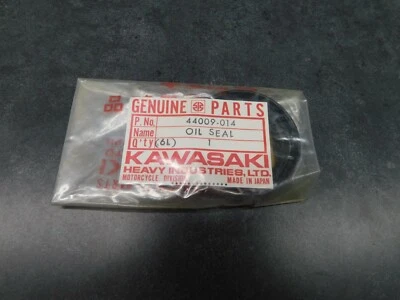 GENUINE PARTS
P. No. 44009-014
Name OIL SEAL
Q'ty (6L) 1
KAWASAKI
HEAVY INDUSTRIES, LTD.
MOTORCYCLE DIVISION MADE IN JAPAN